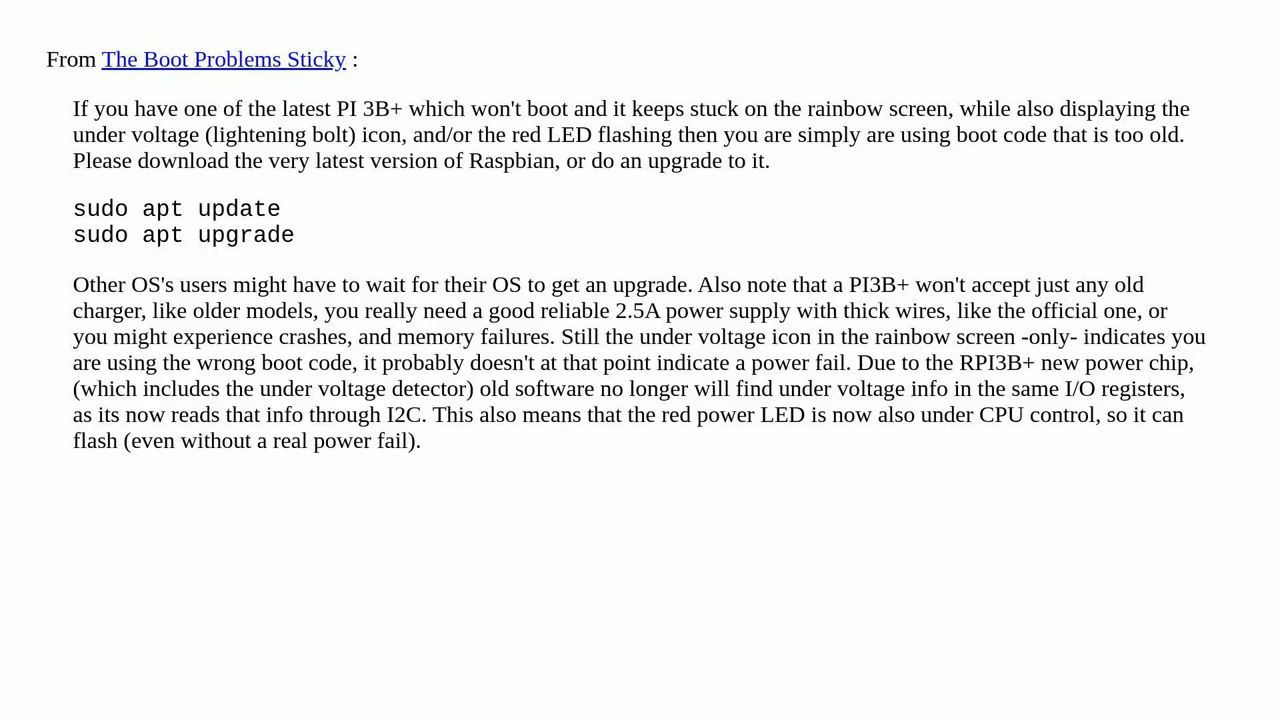 From The Boot Problems Sticky :
If you have one of the latest PI 3B+ which won't boot and it keeps stuck on the rainbow screen, while also displaying the
under voltage (lightening bolt) icon, and/or the red LED flashing then you are simply are using boot code that is too old.
Please download the very latest version of Raspbian, or do an upgrade to it.
sudo apt update
sudo apt upgrade
Other OS's users might have to wait for their OS to get an upgrade. Also note that a PI3B+ won't accept just any old
charger, like older models, you really need a good reliable 2.5A power supply with thick wires, like the official one, or
you might experience crashes, and memory failures. Still the under voltage icon in the rainbow screen -only- indicates you
are using the wrong boot code, it probably doesn't at that point indicate a power fail. Due to the RPI3B+ new power chip,
(which includes the under voltage detector) old software no longer will find under voltage info in the same I/O registers,
as its now reads that info through I2C. This also means that the red power LED is now also under CPU control, so it can
flash (even without a real power fail).